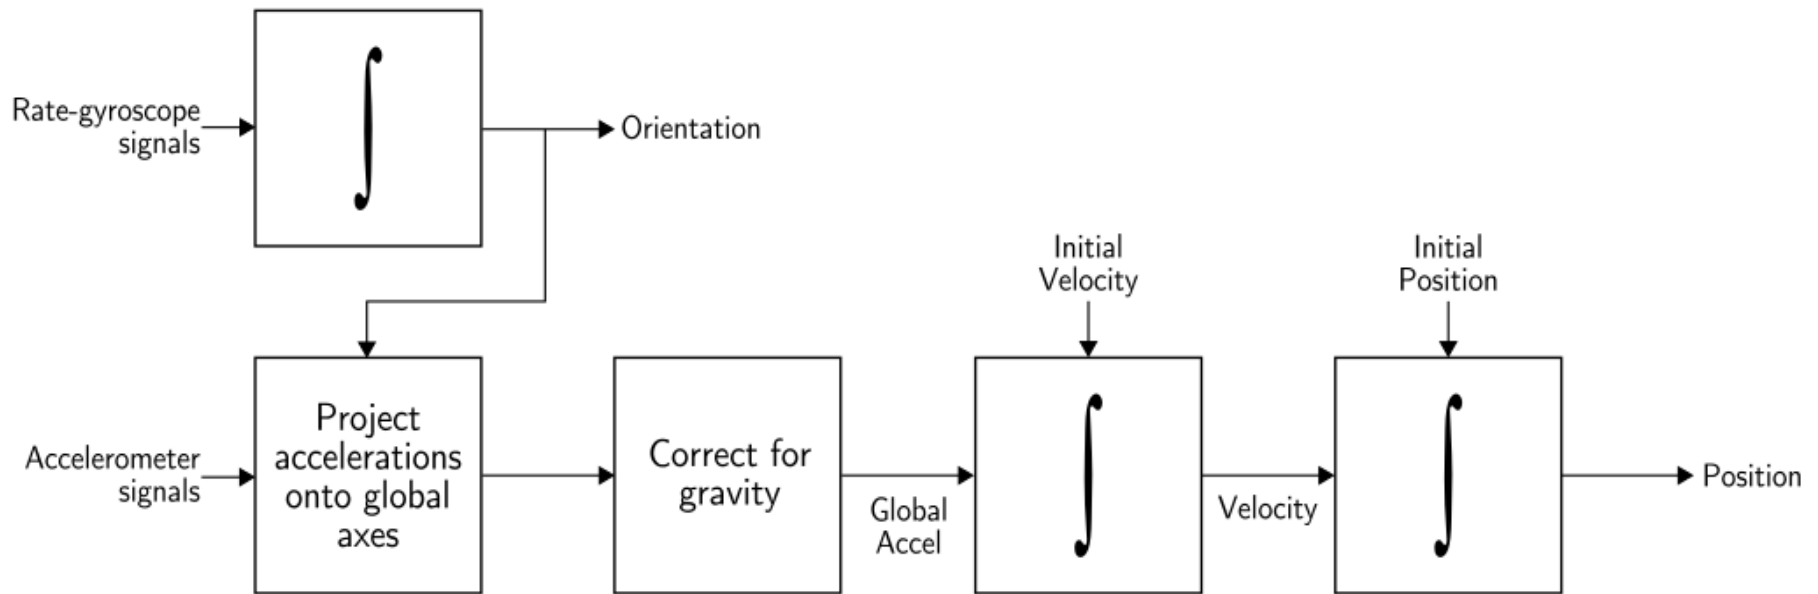 ∫
Rate-gyroscope
signals
Orientation
Initial
Velocity
Initial
Position
Accelerometer
signals
Project
accelerations
onto global
axes
Correct for
gravity
Global
Accel
∫
Velocity
∫
Position